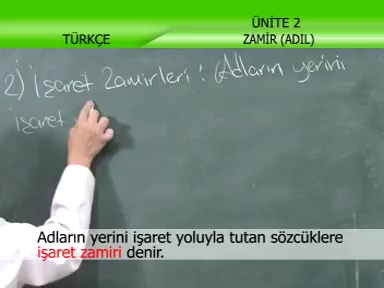 ÜNİTE 2
TÜRKÇE
ZAMİR (ADIL)
2) İşaret Zamirleri : (Adların yerini
işaret
Adların yerini işaret yoluyla tutan sözcüklere
işaret zamiri denir.